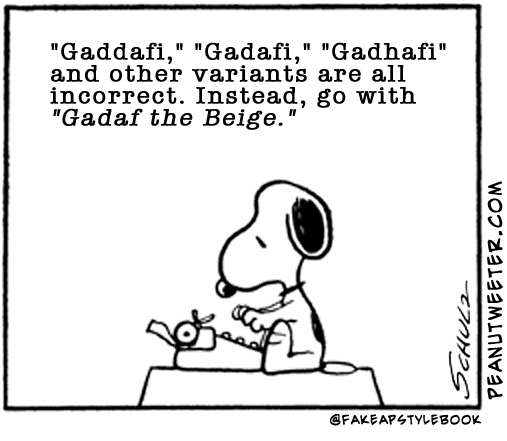 "Gaddafi," "Gadafi," "Gadhafi"
and other variants are all
incorrect. Instead, go with
"Gadaf the Beige."
SCHULZ
PEANUTWEETER.COM
@FAKEAPSTYLEBOOK